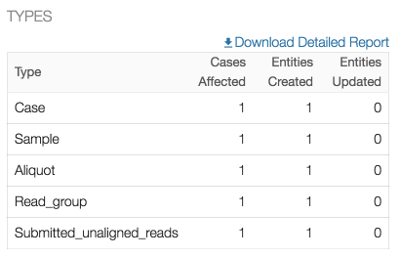 TYPES
Download Detailed Report
Type Cases Affected Entities Created Entities Updated
Case 1 1 0
Sample 1 1 0
Aliquot 1 1 0
Read_group 1 1 0
Submitted_unaligned_reads 1 1 0